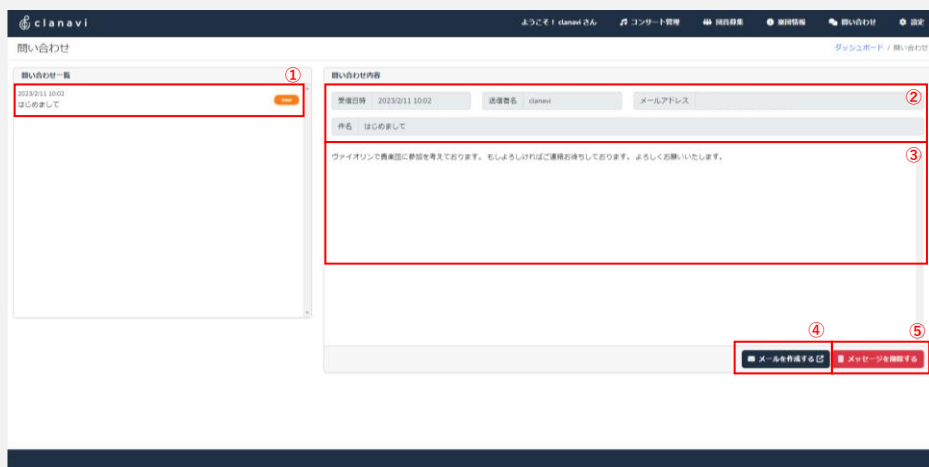 clanavi
ようこそ！ clanavi さん コンサート管理 団員募集 楽団情報 問い合わせ 設定
問い合わせ
ダッシュボード / 問い合わせ
問い合わせ一覧 ①
2023/2/11 10:02
はじめまして
new
問い合わせ内容
受信日時 2023/2/11 10:02 送信者名 clanavi メールアドレス ②
件名 はじめまして
ヴァイオリンで貴楽団に参加を考えております。 もしよろしければご連絡お待ちしております。 よろしくお願いいたします。 ③
④ ⑤
メールを作成する メッセージを削除する